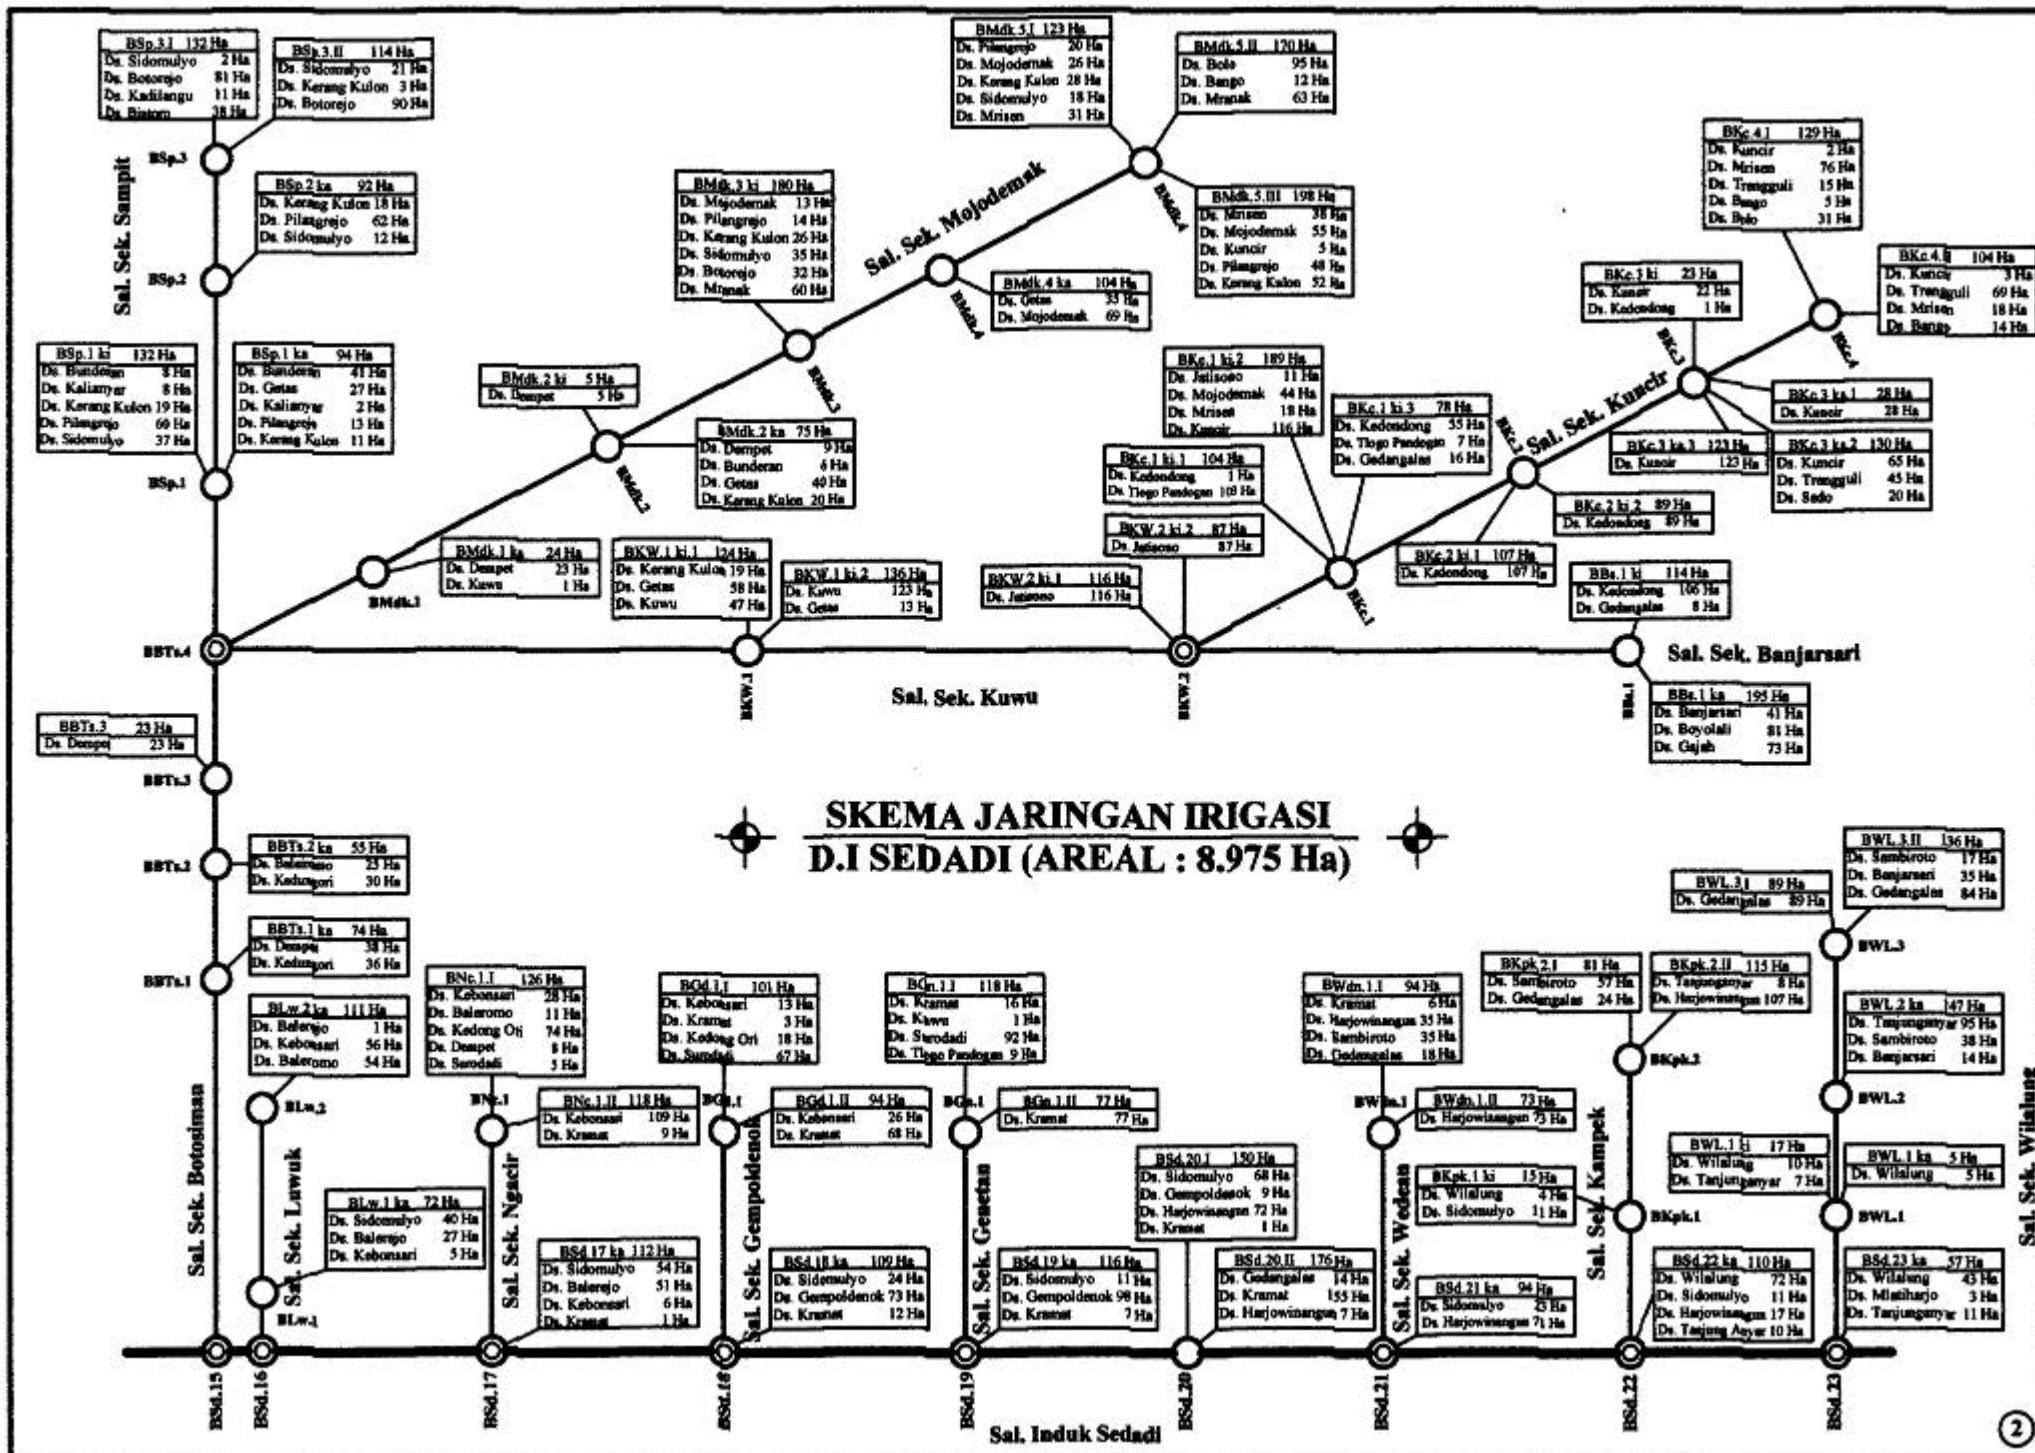 BSp.3.I 132 Ha
Ds. Sidomulyo 2 Ha
Ds. Botorejo 81 Ha
Ds. Kadilangu 11 Ha
Ds. Bintoro 38 Ha
BSp.3.II 114 Ha
Ds. Sidomulyo 21 Ha
Ds. Kerang Kulon 3 Ha
Ds. Botorejo 90 Ha
BSp.3
Sal. Sek. Sampit
BSp.2 ka 92 Ha
Ds. Kerang Kulon 18 Ha
Ds. Pilangrejo 62 Ha
Ds. Sidomulyo 12 Ha
BSp.2
BSp.1 ki 132 Ha
Ds. Bunderan 8 Ha
Ds. Kalianyar 8 Ha
Ds. Kerang Kulon 19 Ha
Ds. Pilangrejo 60 Ha
Ds. Sidomulyo 37 Ha
BSp.1 ka 94 Ha
Ds. Bunderan 41 Ha
Ds. Getas 27 Ha
Ds. Kalianyar 2 Ha
Ds. Pilangrejo 13 Ha
Ds. Kerang Kulon 11 Ha
BSp.1
BMdk.5.I 123 Ha
Ds. Pilangrejo 20 Ha
Ds. Mojodemak 26 Ha
Ds. Kerang Kulon 28 Ha
Ds. Sidomulyo 18 Ha
Ds. Mrisen 31 Ha
BMdk.5.II 170 Ha
Ds. Bolo 95 Ha
Ds. Bango 12 Ha
Ds. Mranak 63 Ha
BMdk.4
BMdk.5.III 198 Ha
Ds. Mrisen 38 Ha
Ds. Mojodemak 55 Ha
Ds. Kuncir 5 Ha
Ds. Pilangrejo 48 Ha
Ds. Kerang Kulon 52 Ha
Sal. Sek. Mojodemak
BMdk.3 ki 180 Ha
Ds. Mojodemak 13 Ha
Ds. Pilangrejo 14 Ha
Ds. Kerang Kulon 26 Ha
Ds. Sidomulyo 35 Ha
Ds. Botorejo 32 Ha
Ds. Mranak 60 Ha
BMdk.3
BMdk.4 ka 104 Ha
Ds. Getas 35 Ha
Ds. Mojodemak 69 Ha
BMdk.4
BMdk.2 ki 5 Ha
Ds. Dempet 5 Ha
BMdk.2 ka 75 Ha
Ds. Dempet 9 Ha
Ds. Bunderan 6 Ha
Ds. Getas 40 Ha
Ds. Kerang Kulon 20 Ha
BMdk.2
BMdk.1 ka 24 Ha
Ds. Dempet 23 Ha
Ds. Kuwu 1 Ha
BMdk.1
BKW.1 ki.1 124 Ha
Ds. Kerang Kulon 19 Ha
Ds. Getas 58 Ha
Ds. Kuwu 47 Ha
BKW.1 ki.2 136 Ha
Ds. Kuwu 123 Ha
Ds. Getas 13 Ha
BKW.2 ki.1 116 Ha
Ds. Jatisono 116 Ha
BKW.2 ki.2 87 Ha
Ds. Jatisono 87 Ha
BKc.1 ki.1 104 Ha
Ds. Kedondong 1 Ha
Ds. Tlogo Pandogan 103 Ha
BKc.1 ki.2 189 Ha
Ds. Jatisono 11 Ha
Ds. Mojodemak 44 Ha
Ds. Mrisen 18 Ha
Ds. Kuncir 116 Ha
BKc.1 ki 3 78 Ha
Ds. Kedondong 55 Ha
Ds. Tlogo Pandogan 7 Ha
Ds. Gedangalas 16 Ha
BKc.1
BKc.2
Sal. Sek. Kuncir
BKc.2 ki.1 107 Ha
Ds. Kedondong 107 Ha
BKc.2 ki.2 89 Ha
Ds. Kedondong 89 Ha
BKc.3 ki 23 Ha
Ds. Kuncir 22 Ha
Ds. Kedondong 1 Ha
BKc.3
BKc.3 ka.1 28 Ha
Ds. Kuncir 28 Ha
BKc.3 ka.3 123 Ha
Ds. Kuncir 123 Ha
BKc.3 ka.2 130 Ha
Ds. Kuncir 65 Ha
Ds. Trengguli 45 Ha
Ds. Sedo 20 Ha
BKc.4.I 129 Ha
Ds. Kuncir 2 Ha
Ds. Mrisen 76 Ha
Ds. Trengguli 15 Ha
Ds. Bango 5 Ha
Ds. Bolo 31 Ha
BKc.4.II 104 Ha
Ds. Kuncir 3 Ha
Ds. Trengguli 69 Ha
Ds. Mrisen 18 Ha
Ds. Bango 14 Ha
BKc.4
BBs.1 ki 114 Ha
Ds. Kedondong 106 Ha
Ds. Gedangalas 8 Ha
BBs.1 ka 195 Ha
Ds. Banjarsari 41 Ha
Ds. Boyolali 81 Ha
Ds. Gajah 73 Ha
BBs.1
Sal. Sek. Banjarsari
BBTs.4
BKW.1
Sal. Sek. Kuwu
BKW.2
BBTs.3 23 Ha
Ds. Dempet 23 Ha
BBTs.3
SKEMA JARINGAN IRIGASI
D.I SEDADI (AREAL : 8.975 Ha)
BBTs.2 ka 55 Ha
Ds. Baleromo 25 Ha
Ds. Kedungori 30 Ha
BBTs.2
BBTs.1 ka 74 Ha
Ds. Dempet 38 Ha
Ds. Kedungori 36 Ha
BBTs.1
Sal. Sek. Botosiman
BLw.2 ka 111 Ha
Ds. Balerejo 1 Ha
Ds. Kebonsari 56 Ha
Ds. Baleromo 54 Ha
BLw.2
Sal. Sek. Luwuk
BLw.1 ka 72 Ha
Ds. Sidomulyo 40 Ha
Ds. Balerejo 27 Ha
Ds. Kebonsari 5 Ha
BLw.1
BNc.1.I 126 Ha
Ds. Kebonsari 28 Ha
Ds. Baleromo 11 Ha
Ds. Kedong Ori 74 Ha
Ds. Dempet 8 Ha
Ds. Surodadi 5 Ha
BNc.1
BNc.1.II 118 Ha
Ds. Kebonsari 109 Ha
Ds. Kramat 9 Ha
Sal. Sek. Ngacir
BSd.17 ka 112 Ha
Ds. Sidomulyo 54 Ha
Ds. Balerejo 51 Ha
Ds. Kebonsari 6 Ha
Ds. Kramat 1 Ha
BGd.1.I 101 Ha
Ds. Kebonsari 13 Ha
Ds. Kramat 3 Ha
Ds. Kedong Ori 18 Ha
Ds. Surodadi 67 Ha
BGd.1
BGd.1.II 94 Ha
Ds. Kebonsari 26 Ha
Ds. Kramat 68 Ha
Sal. Sek. Gempoldenok
BSd.18 ka 109 Ha
Ds. Sidomulyo 24 Ha
Ds. Gempoldenok 73 Ha
Ds. Kramat 12 Ha
BGn.1.I 118 Ha
Ds. Kramat 16 Ha
Ds. Kuwu 1 Ha
Ds. Surodadi 92 Ha
Ds. Tlogo Pandogan 9 Ha
BGn.1
BGn.1.II 77 Ha
Ds. Kramat 77 Ha
Sal. Sek. Genetan
BSd.19 ka 116 Ha
Ds. Sidomulyo 11 Ha
Ds. Gempoldenok 98 Ha
Ds. Kramat 7 Ha
BSd.20.I 150 Ha
Ds. Sidomulyo 68 Ha
Ds. Gempoldenok 9 Ha
Ds. Harjowinangun 72 Ha
Ds. Kramat 1 Ha
BSd.20.II 176 Ha
Ds. Gedangalas 14 Ha
Ds. Kramat 155 Ha
Ds. Harjowinangun 7 Ha
BWdn.1.I 94 Ha
Ds. Kramat 6 Ha
Ds. Harjowinangun 35 Ha
Ds. Sambiroto 35 Ha
Ds. Gedangalas 18 Ha
BWdn.1
BWdn.1.II 73 Ha
Ds. Harjowinangun 73 Ha
Sal. Sek. Wedean
BSd.21 ka 94 Ha
Ds. Sidomulyo 23 Ha
Ds. Harjowinangun 71 Ha
BKpk.2.I 81 Ha
Ds. Sambiroto 57 Ha
Ds. Gedangalas 24 Ha
BKpk.2.II 115 Ha
Ds. Tanjunganyar 8 Ha
Ds. Harjowinangun 107 Ha
BKpk.2
BKpk.1 ki 15 Ha
Ds. Wilalung 4 Ha
Ds. Sidomulyo 11 Ha
Sal. Sek. Kampek
BKpk.1
BSd.22 ka 110 Ha
Ds. Wilalung 72 Ha
Ds. Sidomulyo 11 Ha
Ds. Harjowinangun 17 Ha
Ds. Tanjung Anyar 10 Ha
BWL.3.I 89 Ha
Ds. Gedangalas 89 Ha
BWL.3.II 136 Ha
Ds. Sambiroto 17 Ha
Ds. Banjarsari 35 Ha
Ds. Gedangalas 84 Ha
BWL.3
BWL.2 ka 147 Ha
Ds. Tanjunganyar 95 Ha
Ds. Sambiroto 38 Ha
Ds. Banjarsari 14 Ha
BWL.2
BWL.1 ki 17 Ha
Ds. Wilalung 10 Ha
Ds. Tanjunganyar 7 Ha
BWL.1 ka 5 Ha
Ds. Wilalung 5 Ha
BWL.1
Sal. Sek. Wilalung
BSd.23 ka 57 Ha
Ds. Wilalung 43 Ha
Ds. Mlatiharjo 3 Ha
Ds. Tanjunganyar 11 Ha
BSd.15
BSd.16
BSd.17
BSd.18
BSd.19
BSd.20
BSd.21
BSd.22
BSd.23
Sal. Induk Sedadi
2